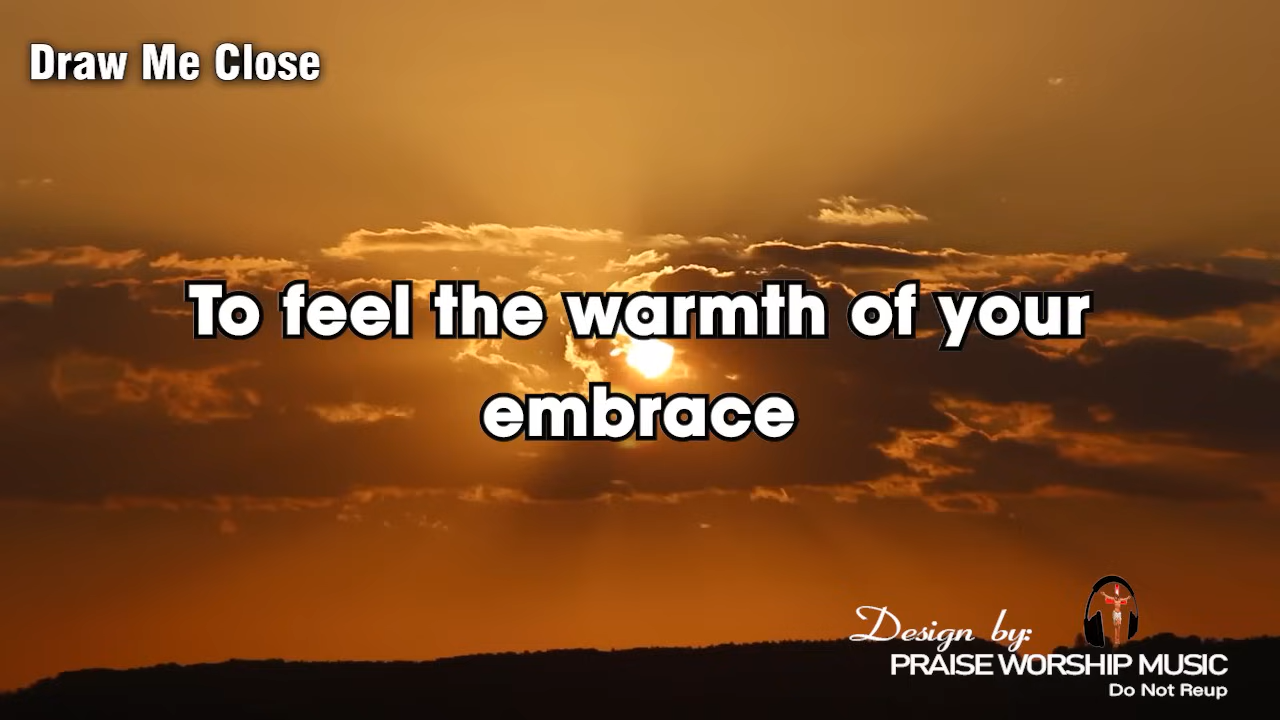 Draw Me Close
To feel the warmth of your
embrace
Design by:
PRAISE WORSHIP MUSIC
Do Not Reup